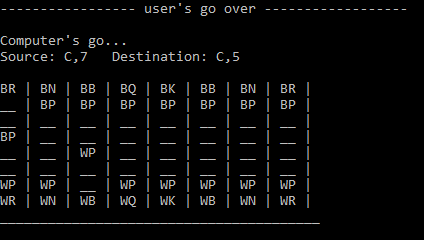 ----------------- user's go over ------------------
Computer's go...
Source: C,7   Destination: C,5
BR | BN | BB | BQ | BK | BB | BN | BR |
__ | BP | BP | BP | BP | BP | BP | BP |
__ | __ | __ | __ | __ | __ | __ | __ |
BP | __ | __ | __ | __ | __ | __ | __ |
__ | __ | WP | __ | __ | __ | __ | __ |
__ | __ | __ | __ | __ | __ | __ | __ |
WP | WP | __ | WP | WP | WP | WP | WP |
WR | WN | WB | WQ | WK | WB | WN | WR |
________________________________________